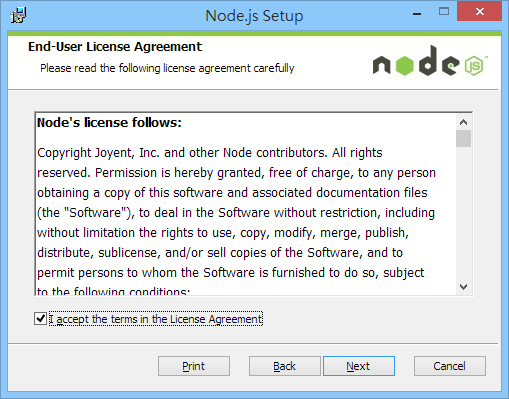 Node.js Setup
End-User License Agreement
Please read the following license agreement carefully
node
JS
Node's license follows:
Copyright Joyent, Inc. and other Node contributors. All rights
reserved. Permission is hereby granted, free of charge, to any person
obtaining a copy of this software and associated documentation files
(the "Software"), to deal in the Software without restriction, including
without limitation the rights to use, copy, modify, merge, publish,
distribute, sublicense, and/or sell copies of the Software, and to
permit persons to whom the Software is furnished to do so, subject
to the following conditions:
I accept the terms in the License Agreement
Print
Back
Next
Cancel